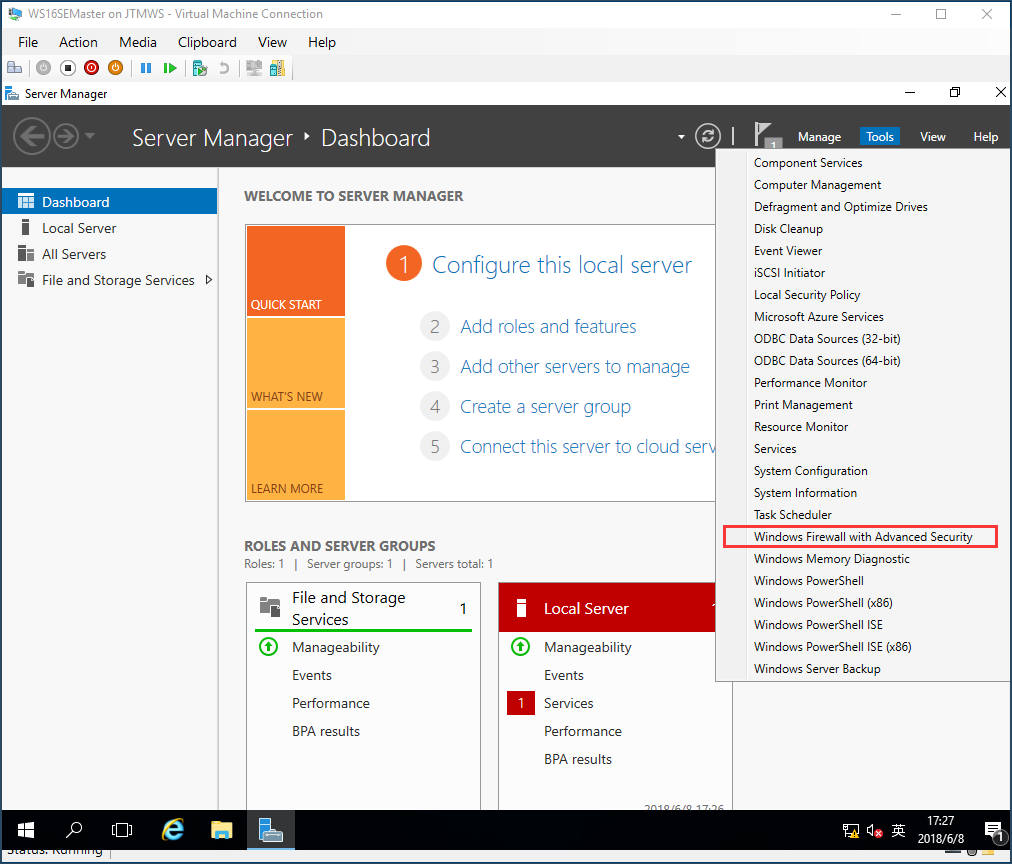 WS16SEMaster on JTMWS - Virtual Machine Connection
File Action Media Clipboard View Help
Server Manager
Server Manager ‣ Dashboard
1
Manage Tools View Help
Dashboard
Local Server
All Servers
File and Storage Services
WELCOME TO SERVER MANAGER
QUICK START
WHAT'S NEW
LEARN MORE
1 Configure this local server
2 Add roles and features
3 Add other servers to manage
4 Create a server group
5 Connect this server to cloud serv
ROLES AND SERVER GROUPS
Roles: 1 | Server groups: 1 | Servers total: 1
File and Storage
Services
1
Manageability
Events
Performance
BPA results
Local Server
Manageability
Events
1 Services
Performance
BPA results
2018/6/8 17:26
Component Services
Computer Management
Defragment and Optimize Drives
Disk Cleanup
Event Viewer
iSCSI Initiator
Local Security Policy
Microsoft Azure Services
ODBC Data Sources (32-bit)
ODBC Data Sources (64-bit)
Performance Monitor
Print Management
Resource Monitor
Services
System Configuration
System Information
Task Scheduler
Windows Firewall with Advanced Security
Windows Memory Diagnostic
Windows PowerShell
Windows PowerShell (x86)
Windows PowerShell ISE
Windows PowerShell ISE (x86)
Windows Server Backup
英
17:27
2018/6/8
1
Status: Running